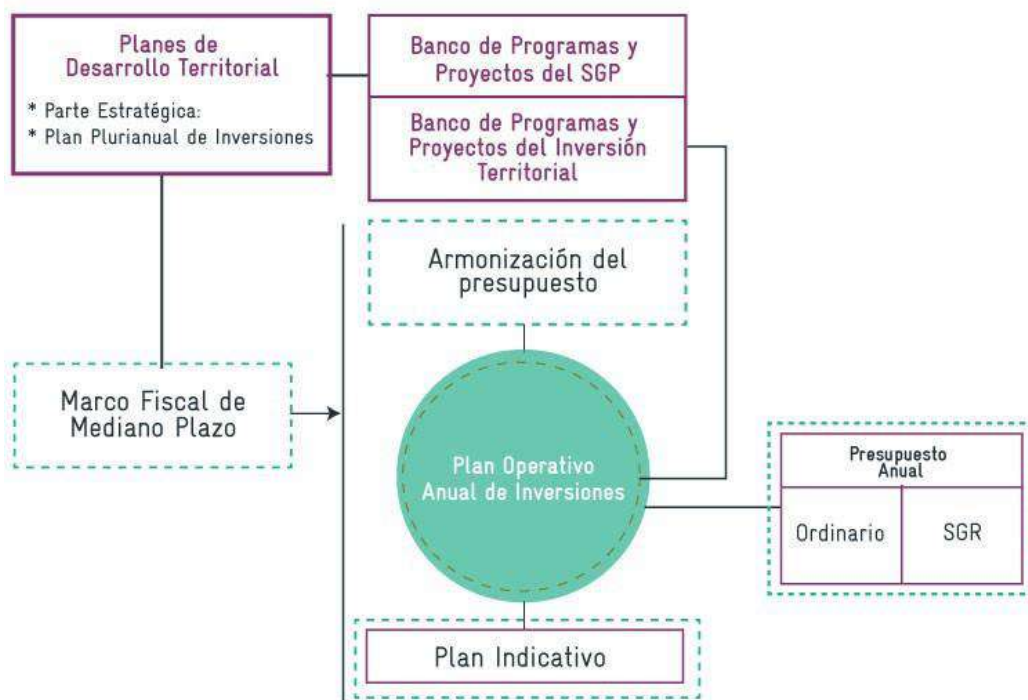 Planes de
Desarrollo Territorial
* Parte Estratégica:
* Plan Plurianual de Inversiones
Banco de Programas y
Proyectos del SGP
Banco de Programas y
Proyectos del Inversión
Territorial
Armonización del
presupuesto
Marco Fiscal de
Mediano Plazo
Plan Operativo
Anual de Inversiones
Presupuesto
Anual
Ordinario
SGR
Plan Indicativo